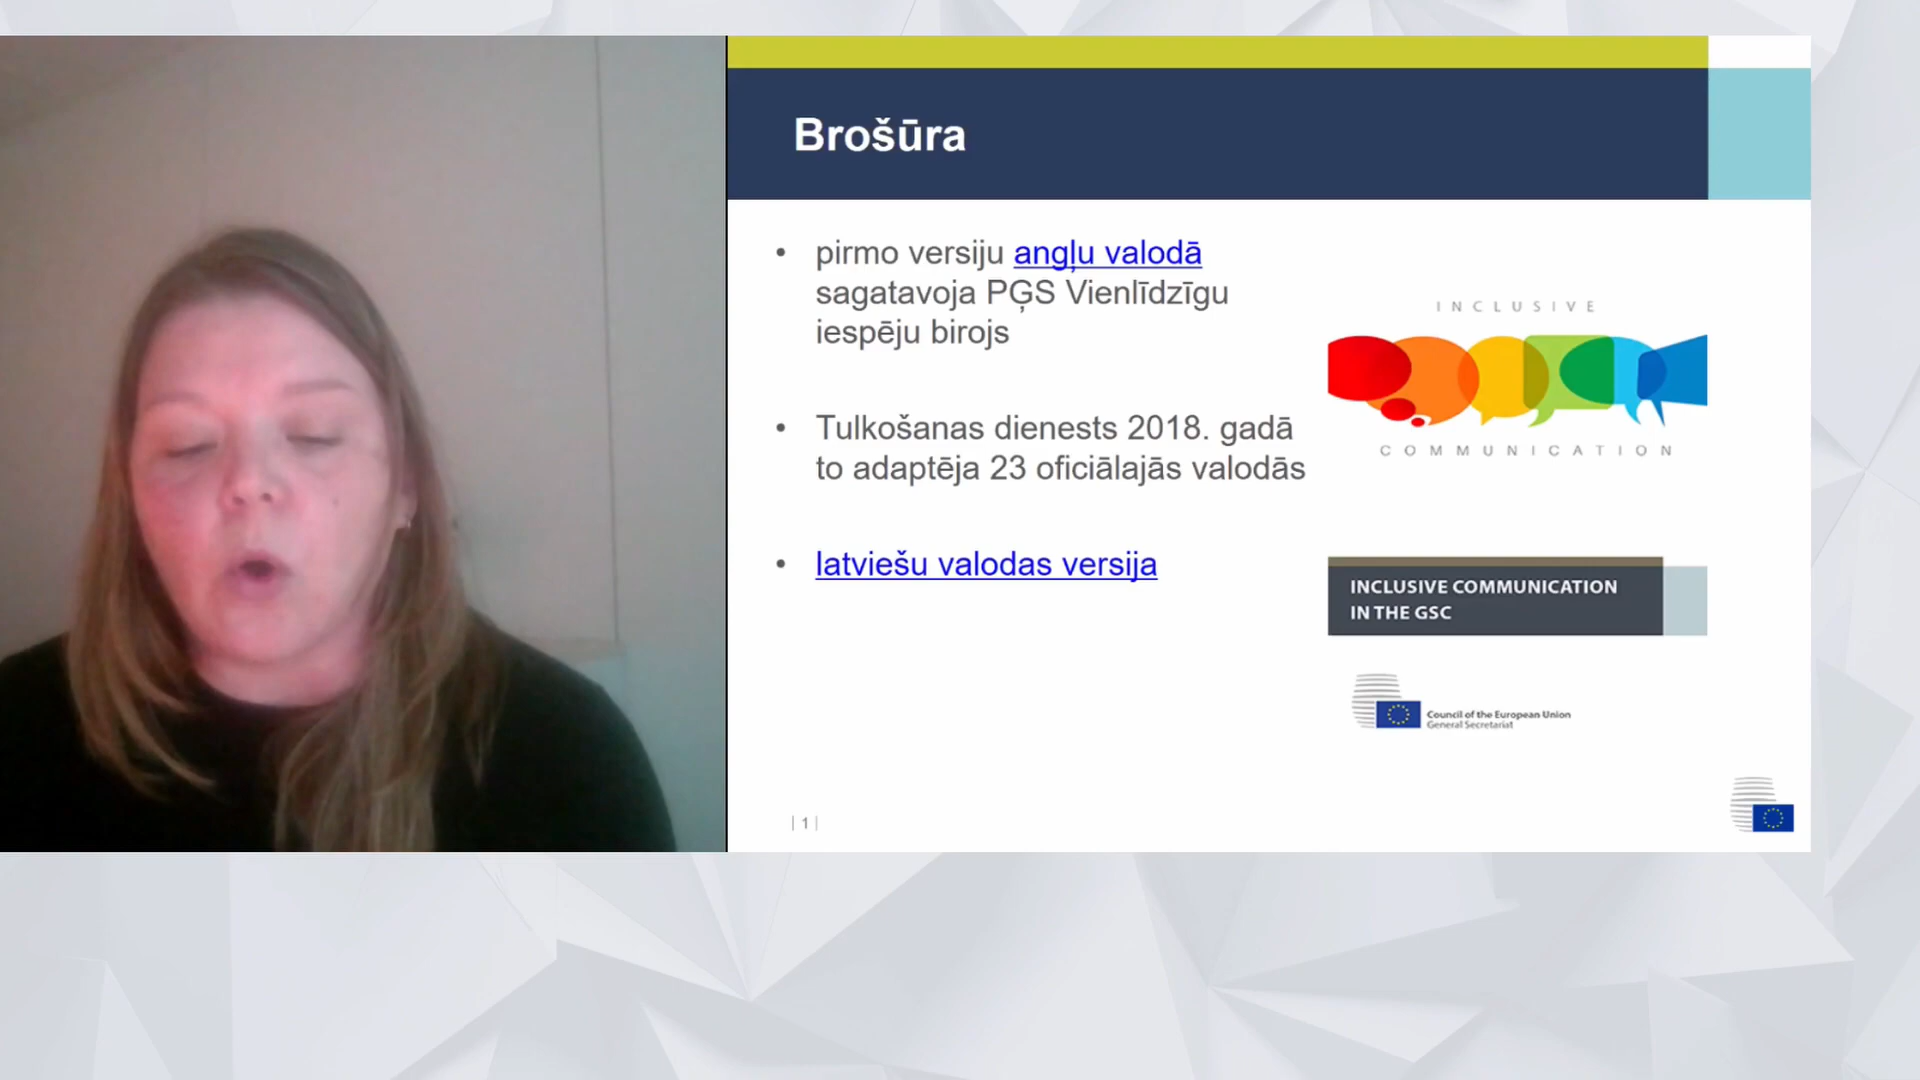 Brošūra
• pirmo versiju angļu valodā
sagatavoja PĢS Vienlīdzīgu
iespēju birojs
• Tulkošanas dienests 2018. gadā
to adaptēja 23 oficiālajās valodās
• latviešu valodas versija
INCLUSIVE
COMMUNICATION
INCLUSIVE COMMUNICATION
IN THE GSC
Council of the European Union
General Secretariat
| 1 |